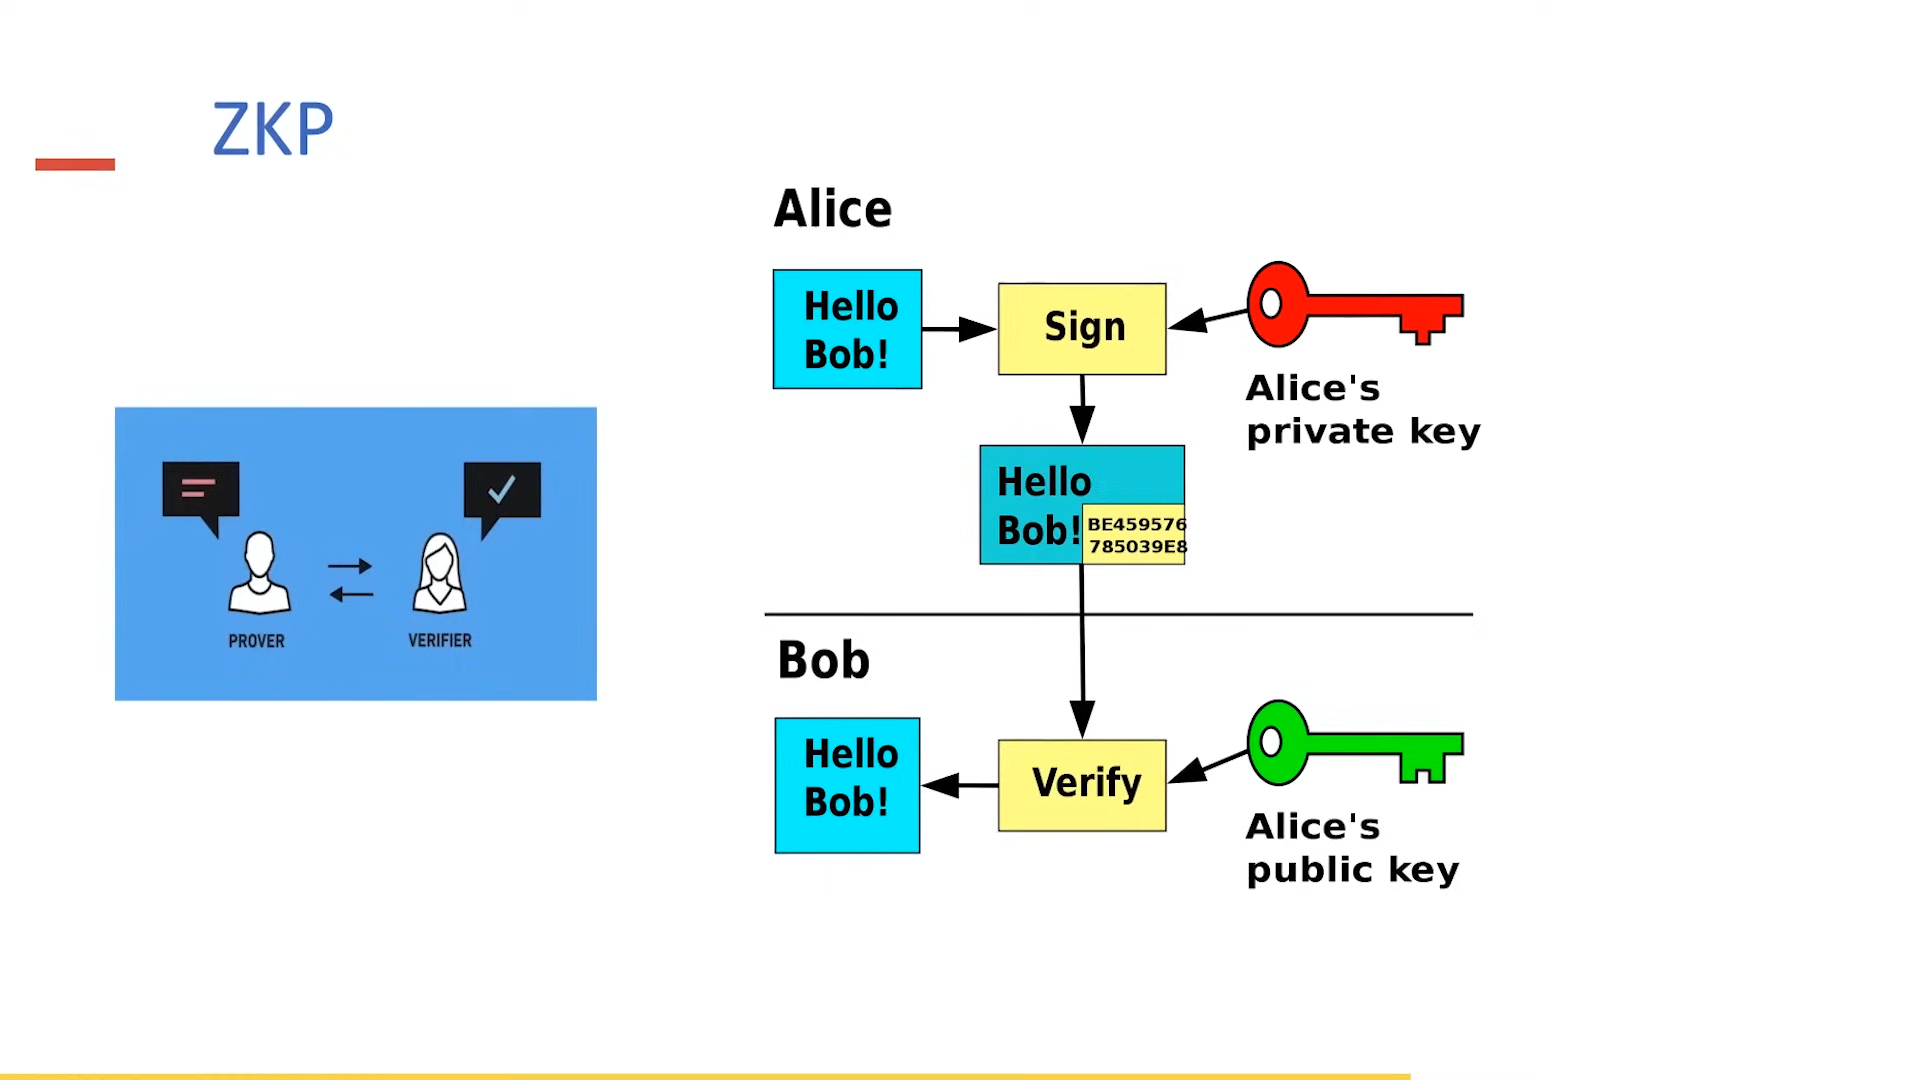 ZKP
PROVER
VERIFIER
Alice
Hello
Bob!
Sign
Alice's
private key
Hello
Bob!
BE459576
785039E8
Bob
Hello
Bob!
Verify
Alice's
public key